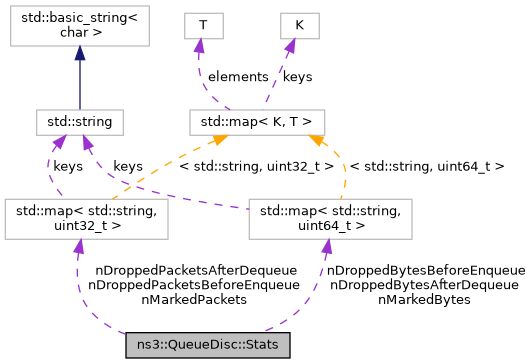 std::basic_string<
char >
T
K
elements
keys
std::string
std::map< K, T >
keys
keys
< std::string, uint32_t >
< std::string, uint64_t >
std::map< std::string,
uint32_t >
std::map< std::string,
uint64_t >
nDroppedPacketsAfterDequeue
nDroppedPacketsBeforeEnqueue
nMarkedPackets
nDroppedBytesBeforeEnqueue
nDroppedBytesAfterDequeue
nMarkedBytes
ns3::QueueDisc::Stats